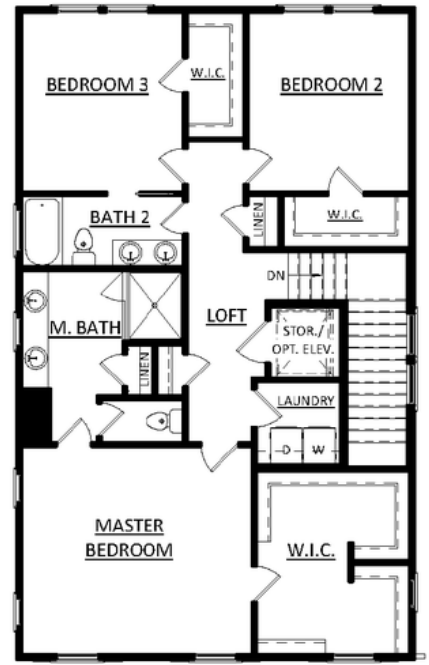 BEDROOM 3
W.I.C.
BEDROOM 2
BATH 2
LINEN
W.I.C.
DN
M. BATH
LOFT
STOR./
OPT. ELEV.
LINEN
LAUNDRY
D
W
MASTER
BEDROOM
W.I.C.